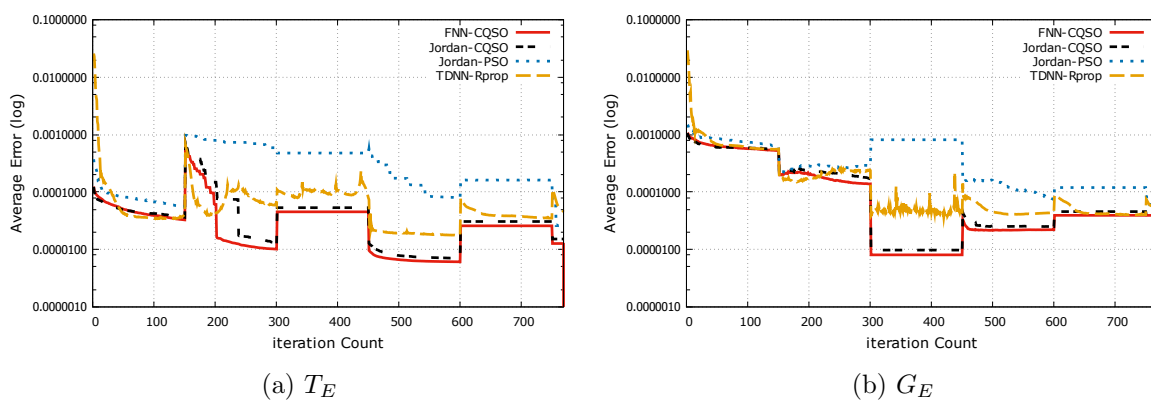 0.1000000
0.0100000
0.0010000
0.0001000
0.0000100
0.0000010
Average Error (log)
FNN-CQSO
Jordan-CQSO
Jordan-PSO
TDNN-Rprop
0 100 200 300 400 500 600 700
iteration Count
(a) T_E
0.1000000
0.0100000
0.0010000
0.0001000
0.0000100
0.0000010
Average Error (log)
FNN-CQSO
Jordan-CQSO
Jordan-PSO
TDNN-Rprop
0 100 200 300 400 500 600 700
iteration Count
(b) G_E